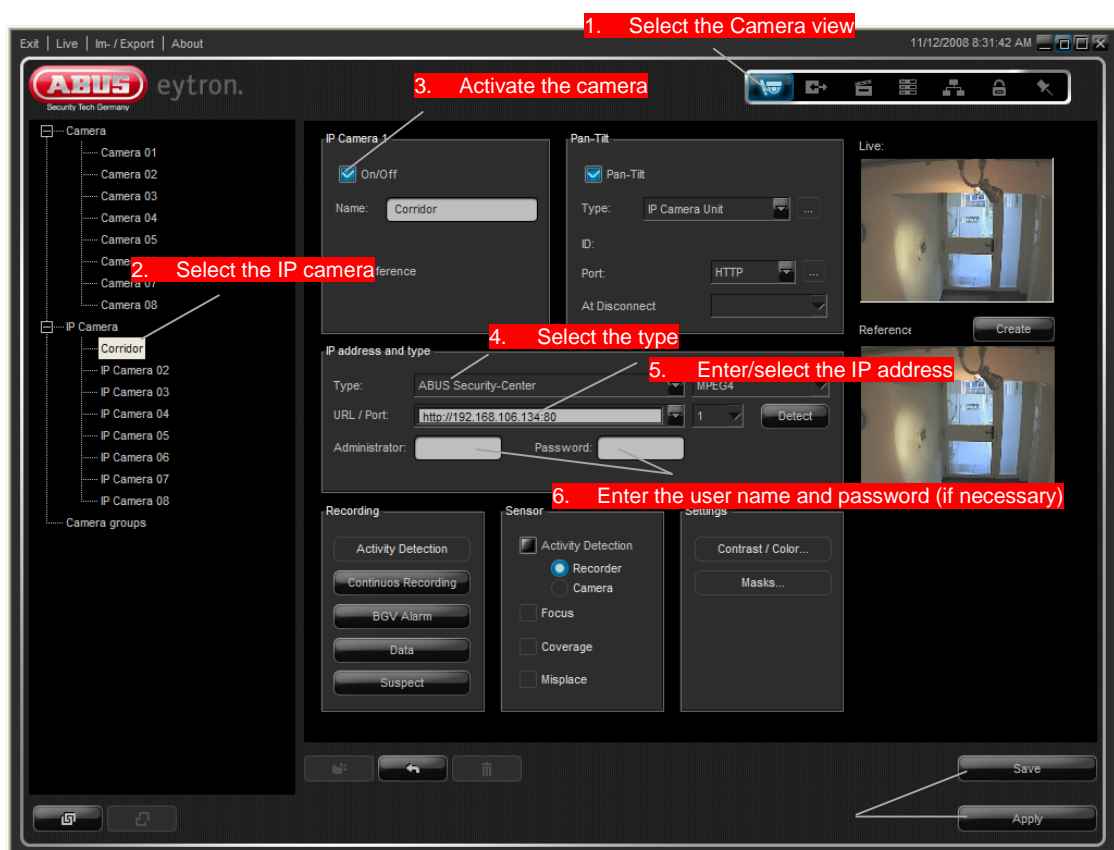 1. Select the Camera view
Exit | Live | Im- / Export | About
11/12/2008 8:31:42 AM
ABUS
Security Tech Germany
eytron.
3. Activate the camera
Camera
Camera 01
Camera 02
Camera 03
Camera 04
Camera 05
Came
Camera 07
Camera 08
2. Select the IP camera
IP Camera
Corridor
IP Camera 02
IP Camera 03
IP Camera 04
IP Camera 05
IP Camera 06
IP Camera 07
IP Camera 08
Camera groups
IP Camera 1
On/Off
Name: Corridor
ference
Pan-Tilt
Pan-Tilt
Type: IP Camera Unit ...
ID:
Port: HTTP ...
At Disconnect
Live:
Reference Create
4. Select the type
IP address and type
5. Enter/select the IP address
Type: ABUS Security-Center MPEG4
URL / Port: http://192.168.106.134:80 1 Detect
Administrator: Password:
6. Enter the user name and password (if necessary)
Recording
Activity Detection
Continuos Recording
BGV Alarm
Data
Suspect
Sensor
Activity Detection
Recorder
Camera
Focus
Coverage
Misplace
Settings
Contrast / Color...
Masks...
Save
Apply